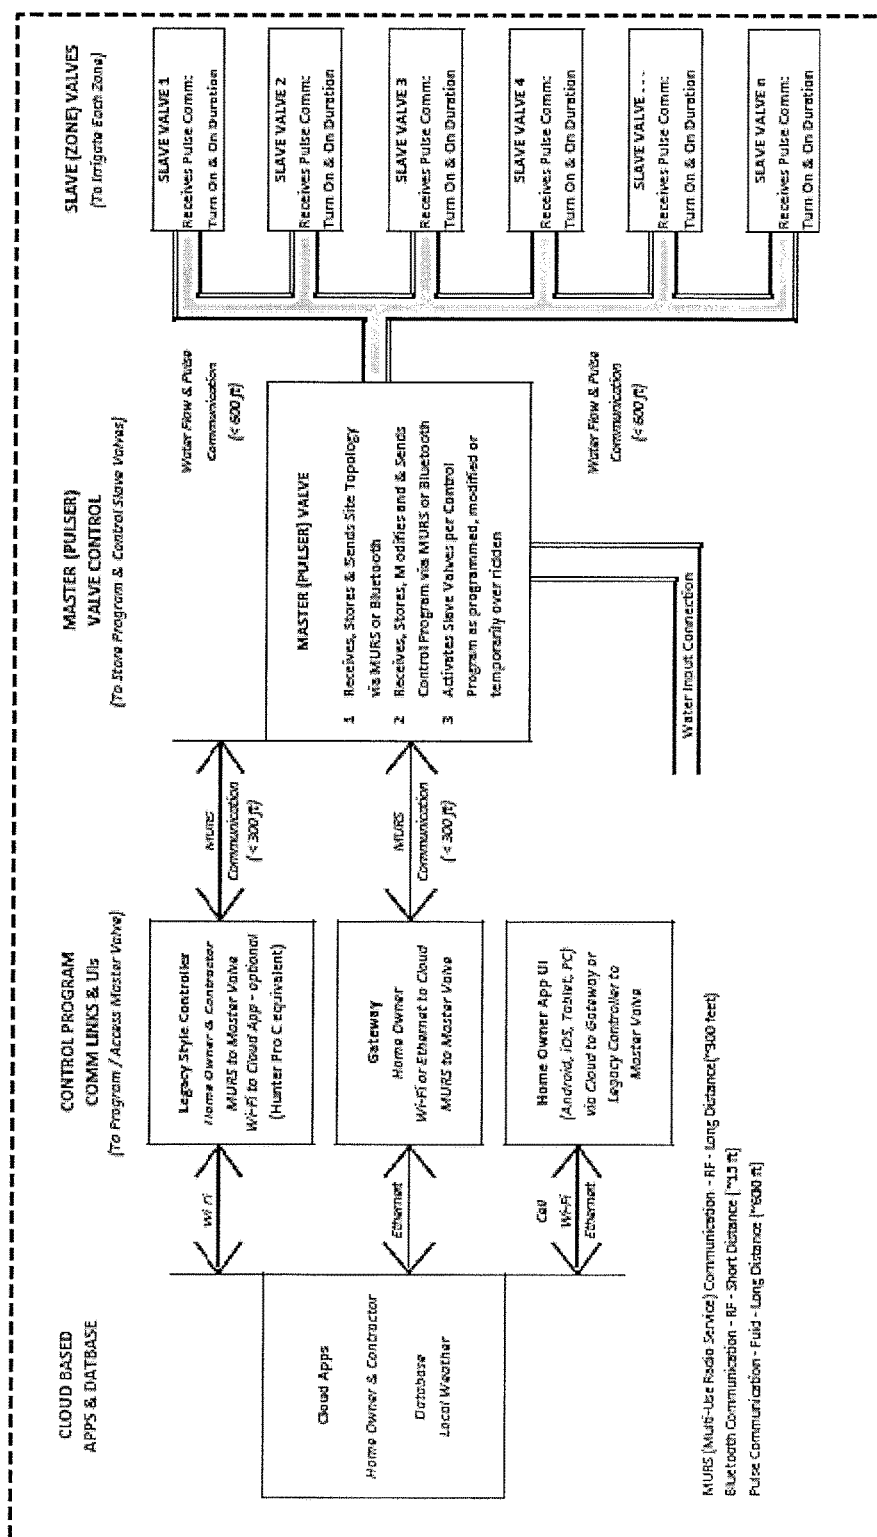 CLOUD BASED
APPS & DATBASE
Cloud Apps
Home Owner & Contractor
Database
Local Weather
Wi Fi
Ethernet
Cell
Wi-Fi
Ethernet
CONTROL PROGRAM
COMM LINKS & UIs
(To Program / Access Master Valve)
Legacy Style Controller
Home Owner & Contractor
MURS to Master Valve
Wi-Fi to Cloud App - optional
(Hunter Pro C equivalent)
Gateway
Home Owner
Wi-Fi or Ethernet to Cloud
MURS to Master Valve
Home Owner App UI
(Android, iOS, Tablet, PC)
via Cloud to Gateway or
Legacy Controller to
Master Valve
MURS
Communication
(< 300 ft)
MURS
Communication
(< 300 ft)
MASTER (PULSER)
VALVE CONTROL
(To Store Program & Control Slave Valves)
MASTER (PULSER) VALVE
1 Receives, Stores & Sends Site Topology
via MURS or Bluetooth
2 Receives, Stores, Modifies and & Sends
Control Program via MURS or Bluetooth
3 Activates Slave Valves per Control
Program as programmed, modified or
temporarily over ridden
Water Input Connection
Water Flow & Pulse
Communication
(< 600 ft)
Water Flow & Pulse
Communication
(< 600 ft)
SLAVE (ZONE) VALVES
(To Irrigate Each Zone)
SLAVE VALVE 1
Receives Pulse Comm:
Turn On & On Duration
SLAVE VALVE 2
Receives Pulse Comm:
Turn On & On Duration
SLAVE VALVE 3
Receives Pulse Comm:
Turn On & On Duration
SLAVE VALVE 4
Receives Pulse Comm:
Turn On & On Duration
SLAVE VALVE - - -
Receives Pulse Comm:
Turn On & On Duration
SLAVE VALVE n
Receives Pulse Comm:
Turn On & On Duration
MURS (Multi-Use Radio Service) Communication - RF - Long Distance(~300 feet)
Bluetooth Communication - RF - Short Distance (~15 ft)
Pulse Communication - Fuid - Long Distance (~600 ft)